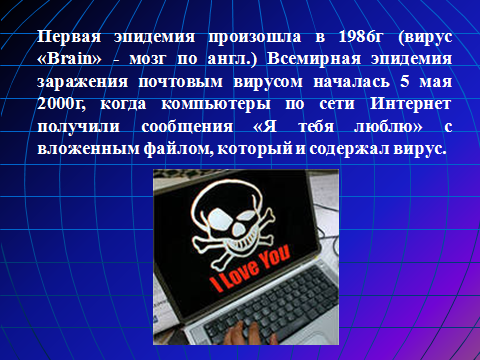 Первая эпидемия произошла в 1986г (вирус
«Brain» - мозг по англ.) Всемирная эпидемия
заражения почтовым вирусом началась 5 мая
2000г, когда компьютеры по сети Интернет
получили сообщения «Я тебя люблю» с
вложенным файлом, который и содержал вирус.
I Love You